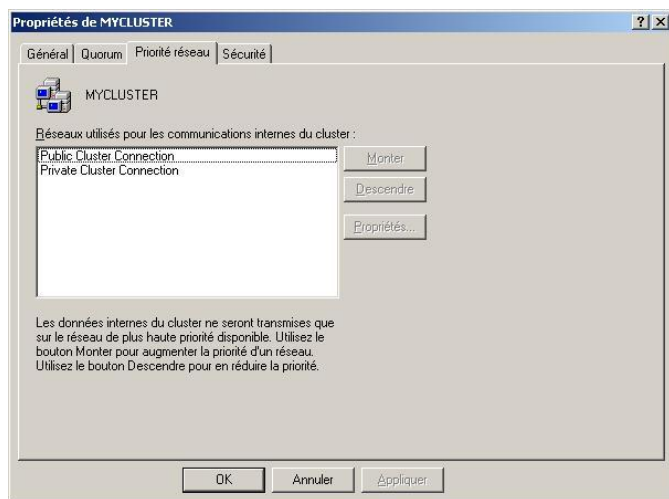 Propriétés de MYCLUSTER
Général
Quorum
Priorité réseau
Sécurité
MYCLUSTER
Réseaux utilisés pour les communications internes du cluster :
Public Cluster Connection
Private Cluster Connection
Monter
Descendre
Propriétés...
Les données internes du cluster ne seront transmises que
sur le réseau de plus haute priorité disponible. Utilisez le
bouton Monter pour augmenter la priorité d'un réseau.
Utilisez le bouton Descendre pour en réduire la priorité.
OK
Annuler
Appliquer